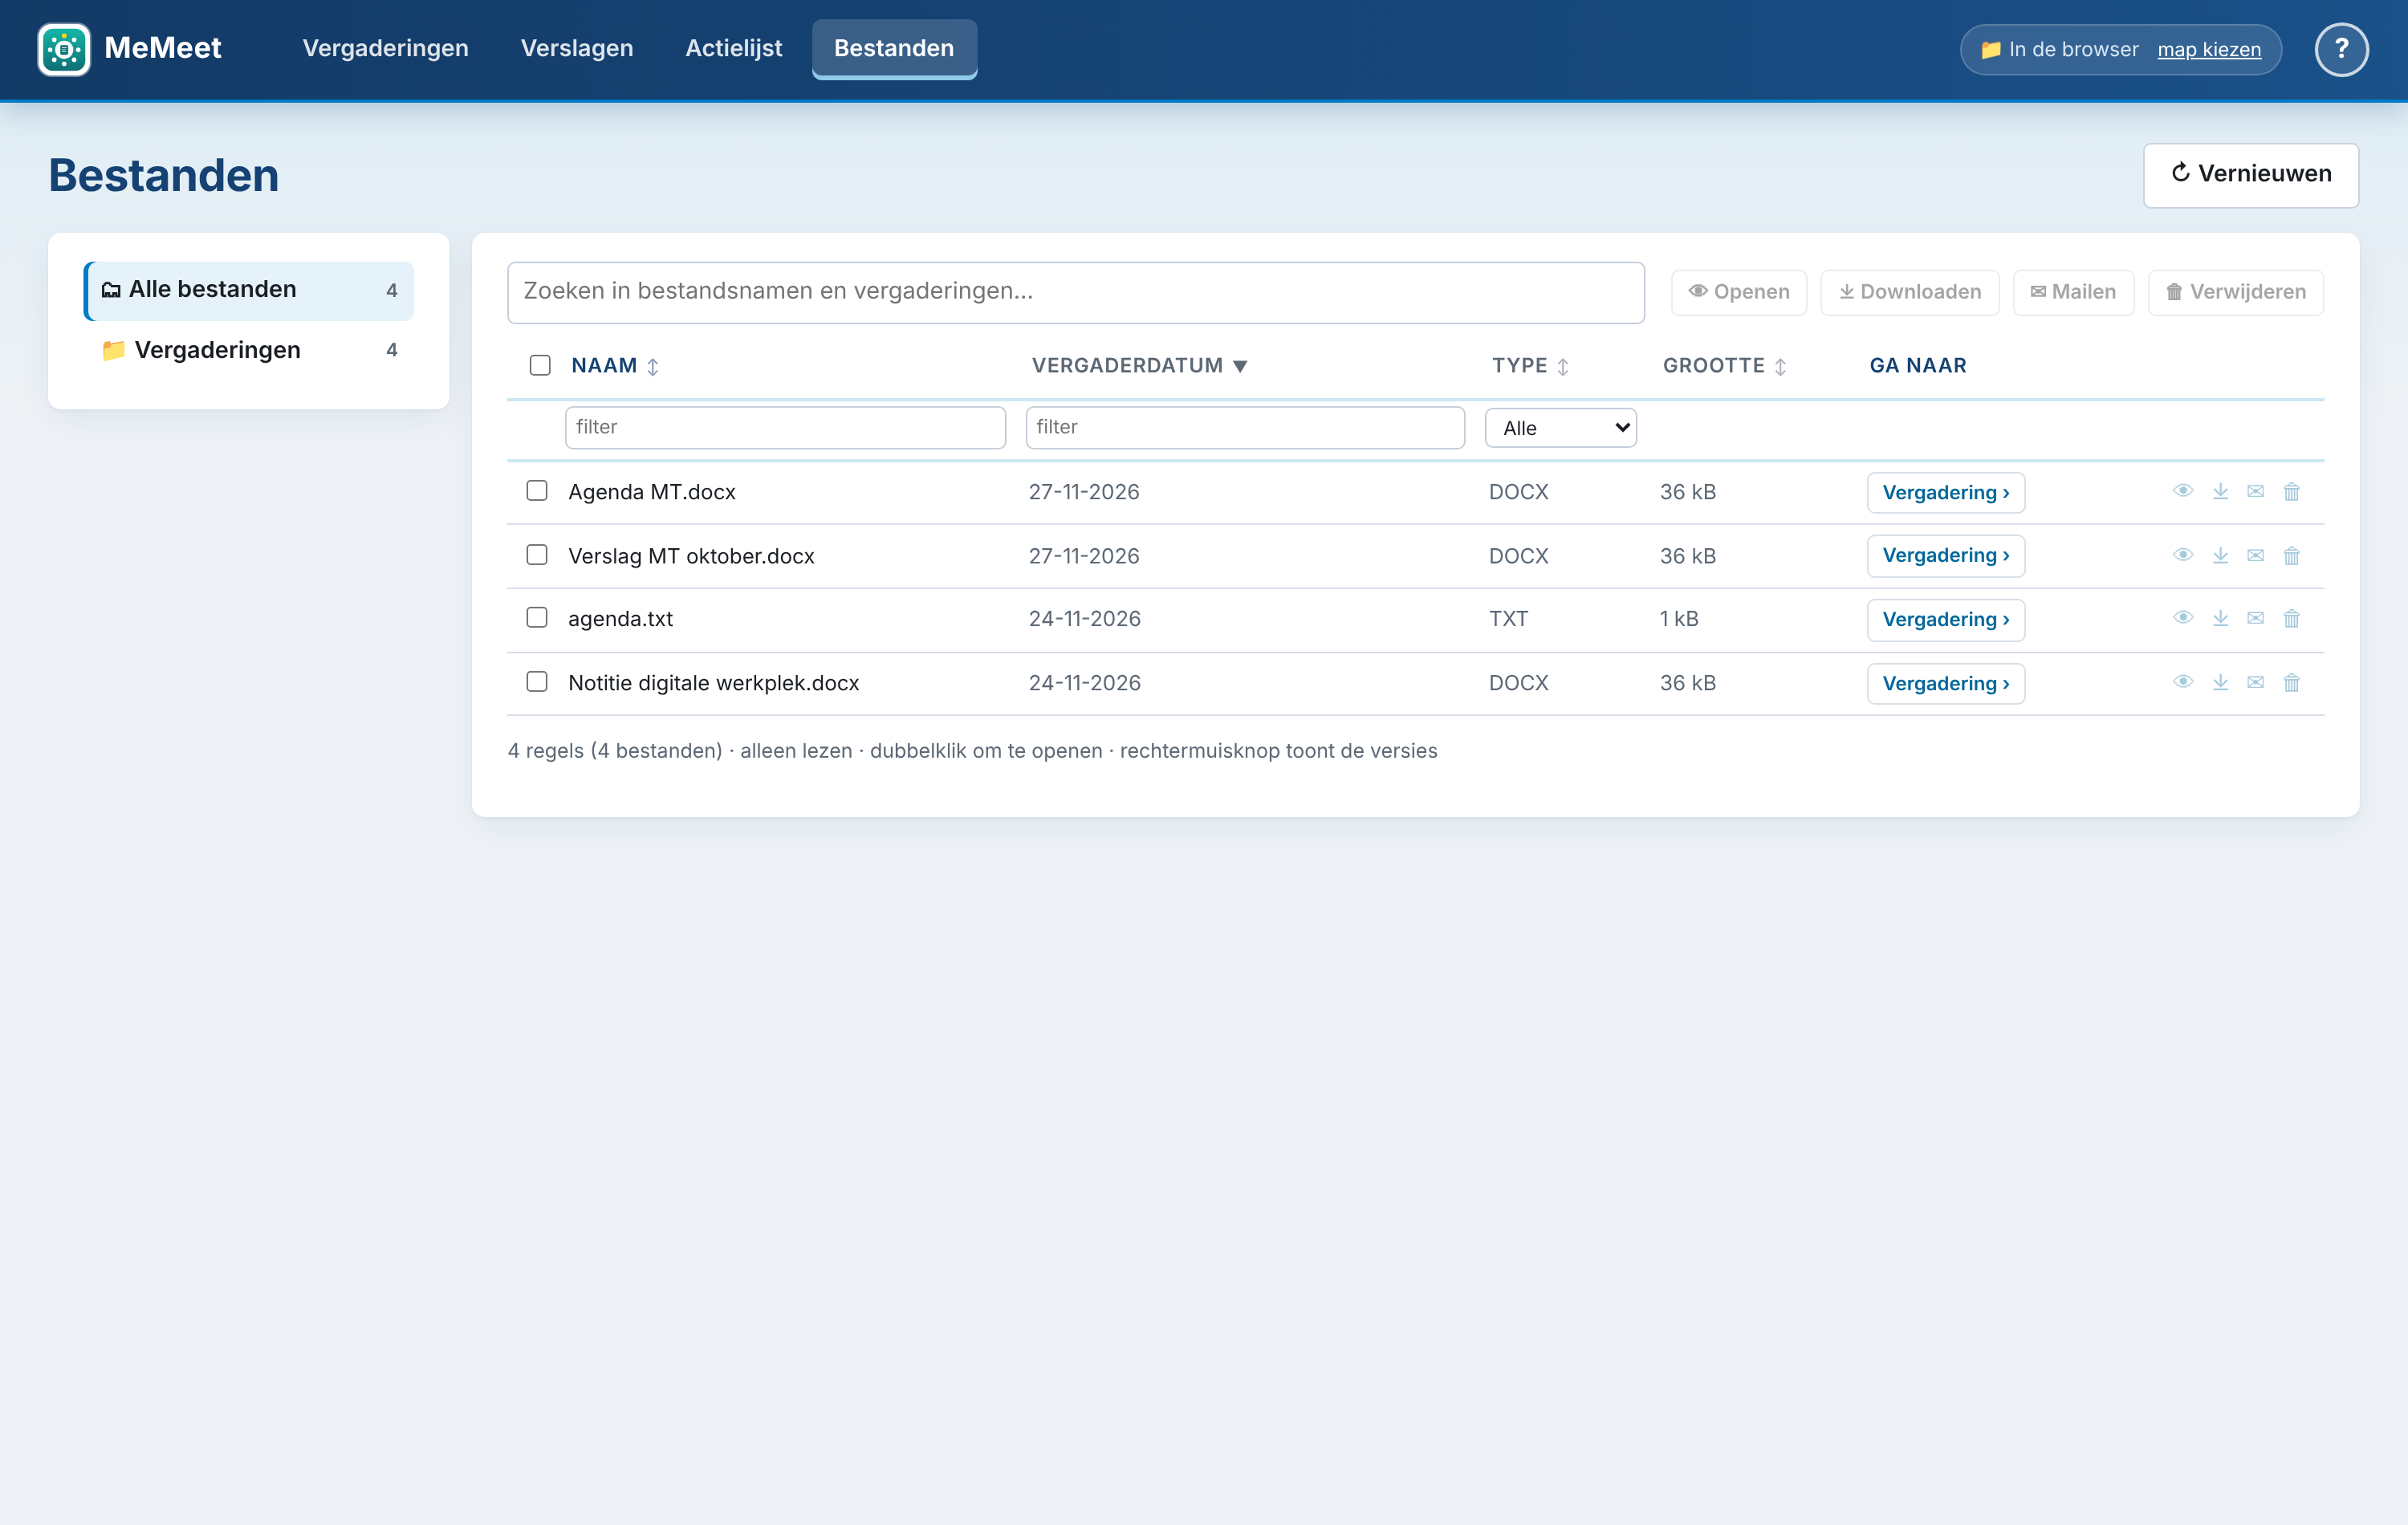 MeMeet Vergaderingen Verslagen Actielijst Bestanden In de browser map kiezen ?
Bestanden
Vernieuwen
Alle bestanden 4
Vergaderingen 4
Zoeken in bestandsnamen en vergaderingen... Openen Downloaden Mailen Verwijderen
NAAM VERGADERDATUM TYPE GROOTTE GA NAAR
filter filter Alle
Agenda MT.docx 27-11-2026 DOCX 36 kB Vergadering ›
Verslag MT oktober.docx 27-11-2026 DOCX 36 kB Vergadering ›
agenda.txt 24-11-2026 TXT 1 kB Vergadering ›
Notitie digitale werkplek.docx 24-11-2026 DOCX 36 kB Vergadering ›
4 regels (4 bestanden) · alleen lezen · dubbelklik om te openen · rechtermuisknop toont de versies